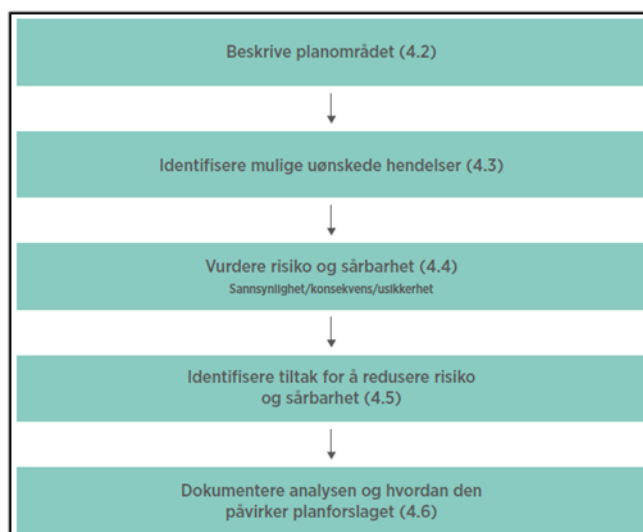 Beskrive planområdet (4.2)
Identifisere mulige uønskede hendelser (4.3)
Vurdere risiko og sårbarhet (4.4)
Sannsynlighet/konsekvens/usikkerhet
Identifisere tiltak for å redusere risiko
og sårbarhet (4.5)
Dokumentere analysen og hvordan den
påvirker planforslaget (4.6)